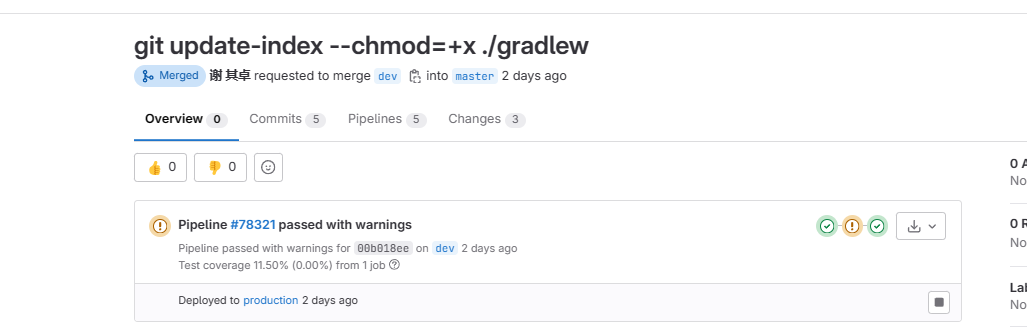 git update-index --chmod=+x ./gradlew
Merged 谢 其卓 requested to merge dev into master 2 days ago
Overview 0 Commits 5 Pipelines 5 Changes 3
👍 0 👎 0
0 A
No
Pipeline #78321 passed with warnings
Pipeline passed with warnings for 00b018ee on dev 2 days ago
Test coverage 11.50% (0.00%) from 1 job
0 R
No
Deployed to production 2 days ago
Lab
No